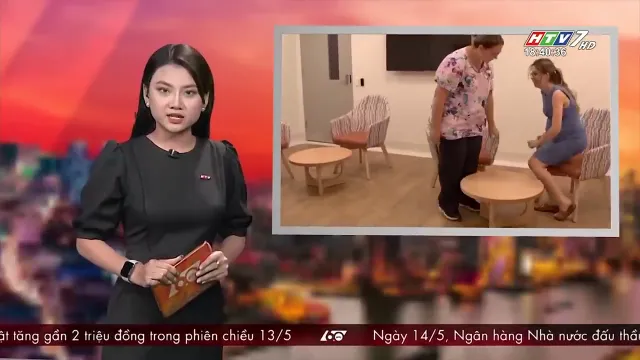 HTV7 HD
18:40:36
HTV
ật tăng gần 2 triệu đồng trong phiên chiều 13/5
Ngày 14/5, Ngân hàng Nhà nước đấu thầ